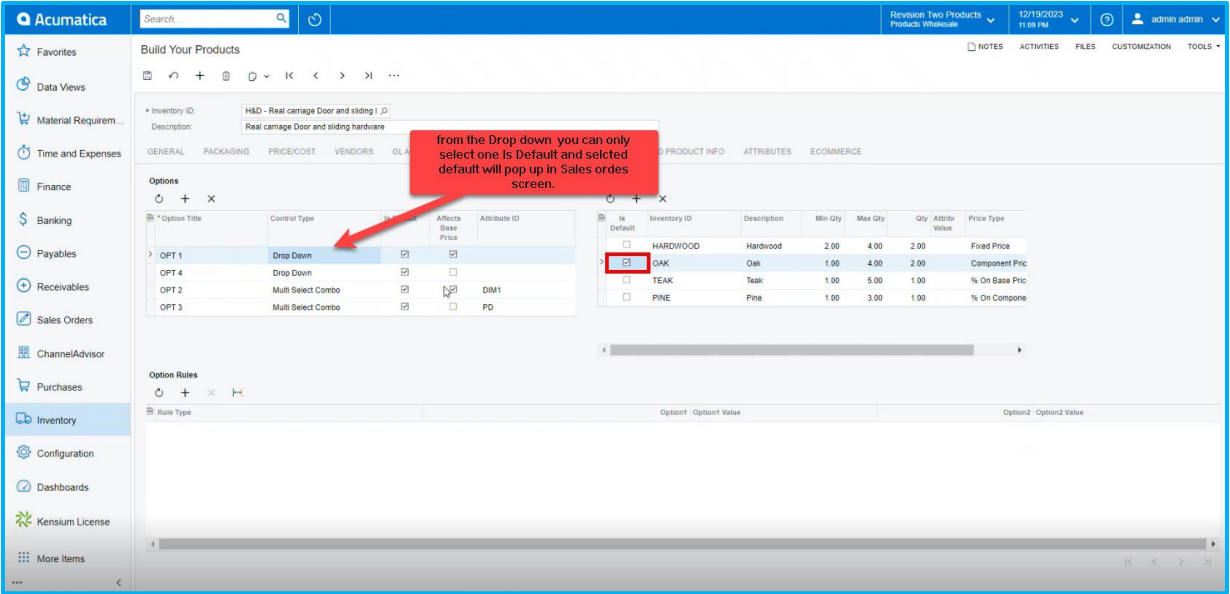 Acumatica
Search...
Revision Two Products
Products Wholesale
12/19/2023
11:09 PM
admin admin
Favorites
Data Views
Material Requirem...
Time and Expenses
Finance
Banking
Payables
Receivables
Sales Orders
ChannelAdvisor
Purchases
Inventory
Configuration
Dashboards
Kensium License
More Items
Build Your Products
NOTES ACTIVITIES FILES CUSTOMIZATION TOOLS
Inventory ID: H&D - Real carriage Door and sliding
Description: Real carriage Door and sliding hardware
GENERAL PACKAGING PRICE/COST VENDORS PRODUCT INFO ATTRIBUTES ECOMMERCE
from the Drop down you can only
select one Is Default and selcted
default will pop up in Sales ordes
screen.
Options
* Option Title Control Type Affects Base Price Attribute ID
OPT 1 Drop Down
OPT 4 Drop Down
OPT 2 Multi Select Combo DIM1
OPT 3 Multi Select Combo PD
Is Default Inventory ID Description Min Qty Max Qty Qty Attribu Value Price Type
HARDWOOD Hardwood 2.00 4.00 2.00 Fixed Price
OAK Oak 1.00 4.00 2.00 Component Pric
TEAK Teak 1.00 5.00 1.00 % On Base Pric
PINE Pine 1.00 3.00 1.00 % On Compone
Option Rules
Rule Type Option1 Option1 Value Option2 Option2 Value